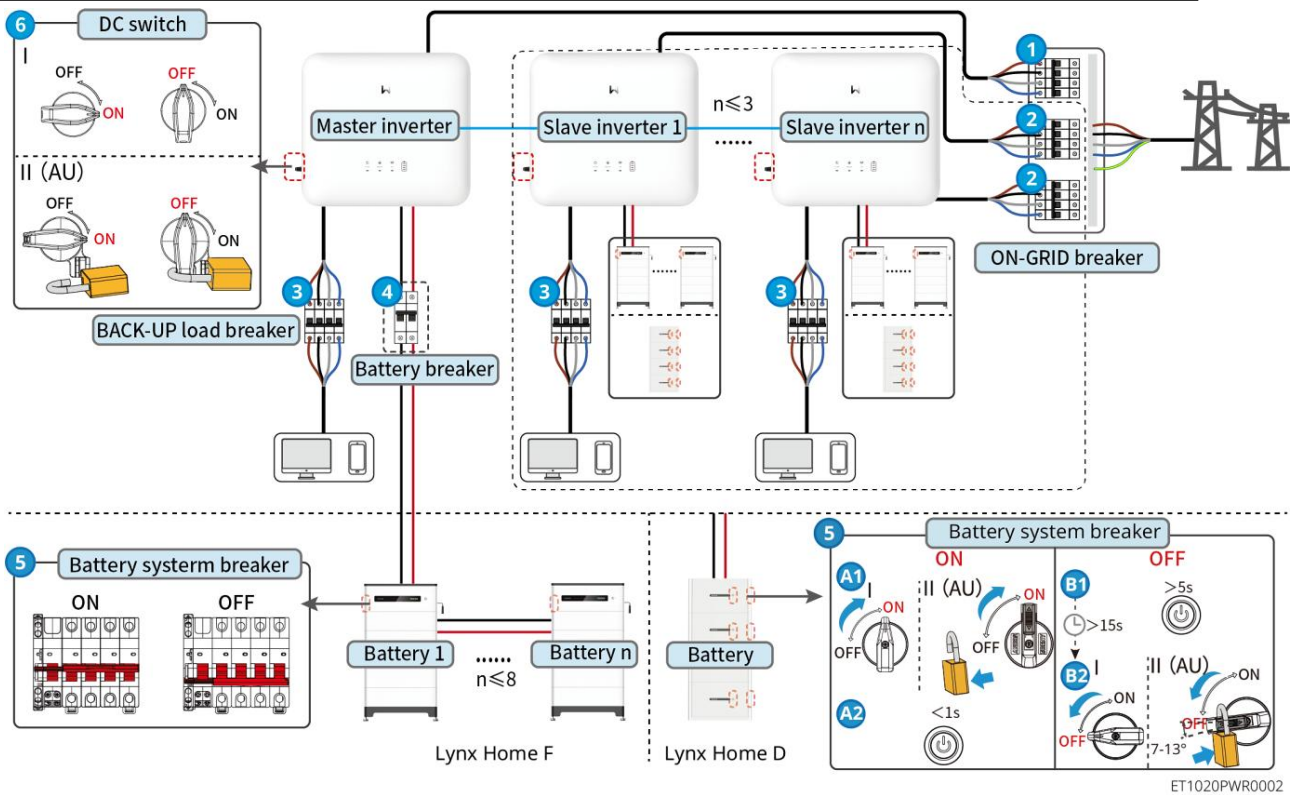 6
DC switch
I
OFF
ON
OFF
ON
II (AU)
OFF
ON
OFF
ON
Master inverter
Slave inverter 1
n≤3
......
Slave inverter n
1
2
2
ON-GRID breaker
3
BACK-UP load breaker
4
Battery breaker
3
......
3
......
5
Battery systerm breaker
ON
OFF
Battery 1
......
n≤8
Battery n
Lynx Home F
Battery
Lynx Home D
5
Battery system breaker
ON
A1
I
ON
OFF
II (AU)
ON
OFF
A2
<1s
OFF
B1
>5s
>15s
B2
I
ON
OFF
II (AU)
ON
OFF
7-13°
ET1020PWR0002